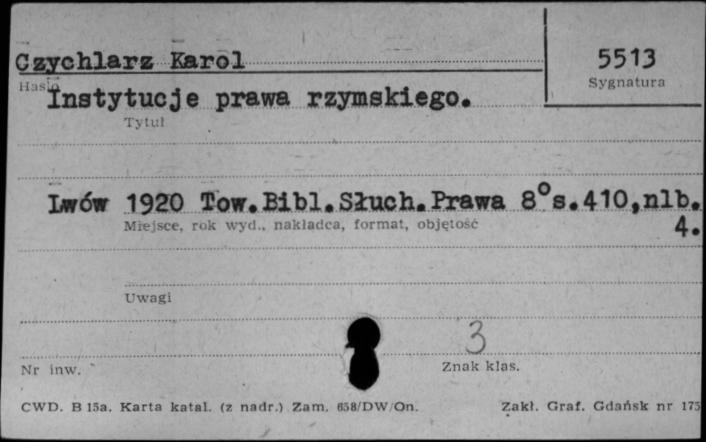 Czychlarz Karol
5513
Hasło
Sygnatura
Instytucje prawa rzymskiego.
Tytuł
Lwów 1920 Tow.Bibl.Słuch.Prawa 8°s.410,nlb.
Miejsce, rok wyd., nakładca, format, objętość
4.
Uwagi
3
Nr inw.
Znak klas.
CWD. B 15a. Karta katal. (z nadr.) Zam. 658/DW/On.
Zakł. Graf. Gdańsk nr 175